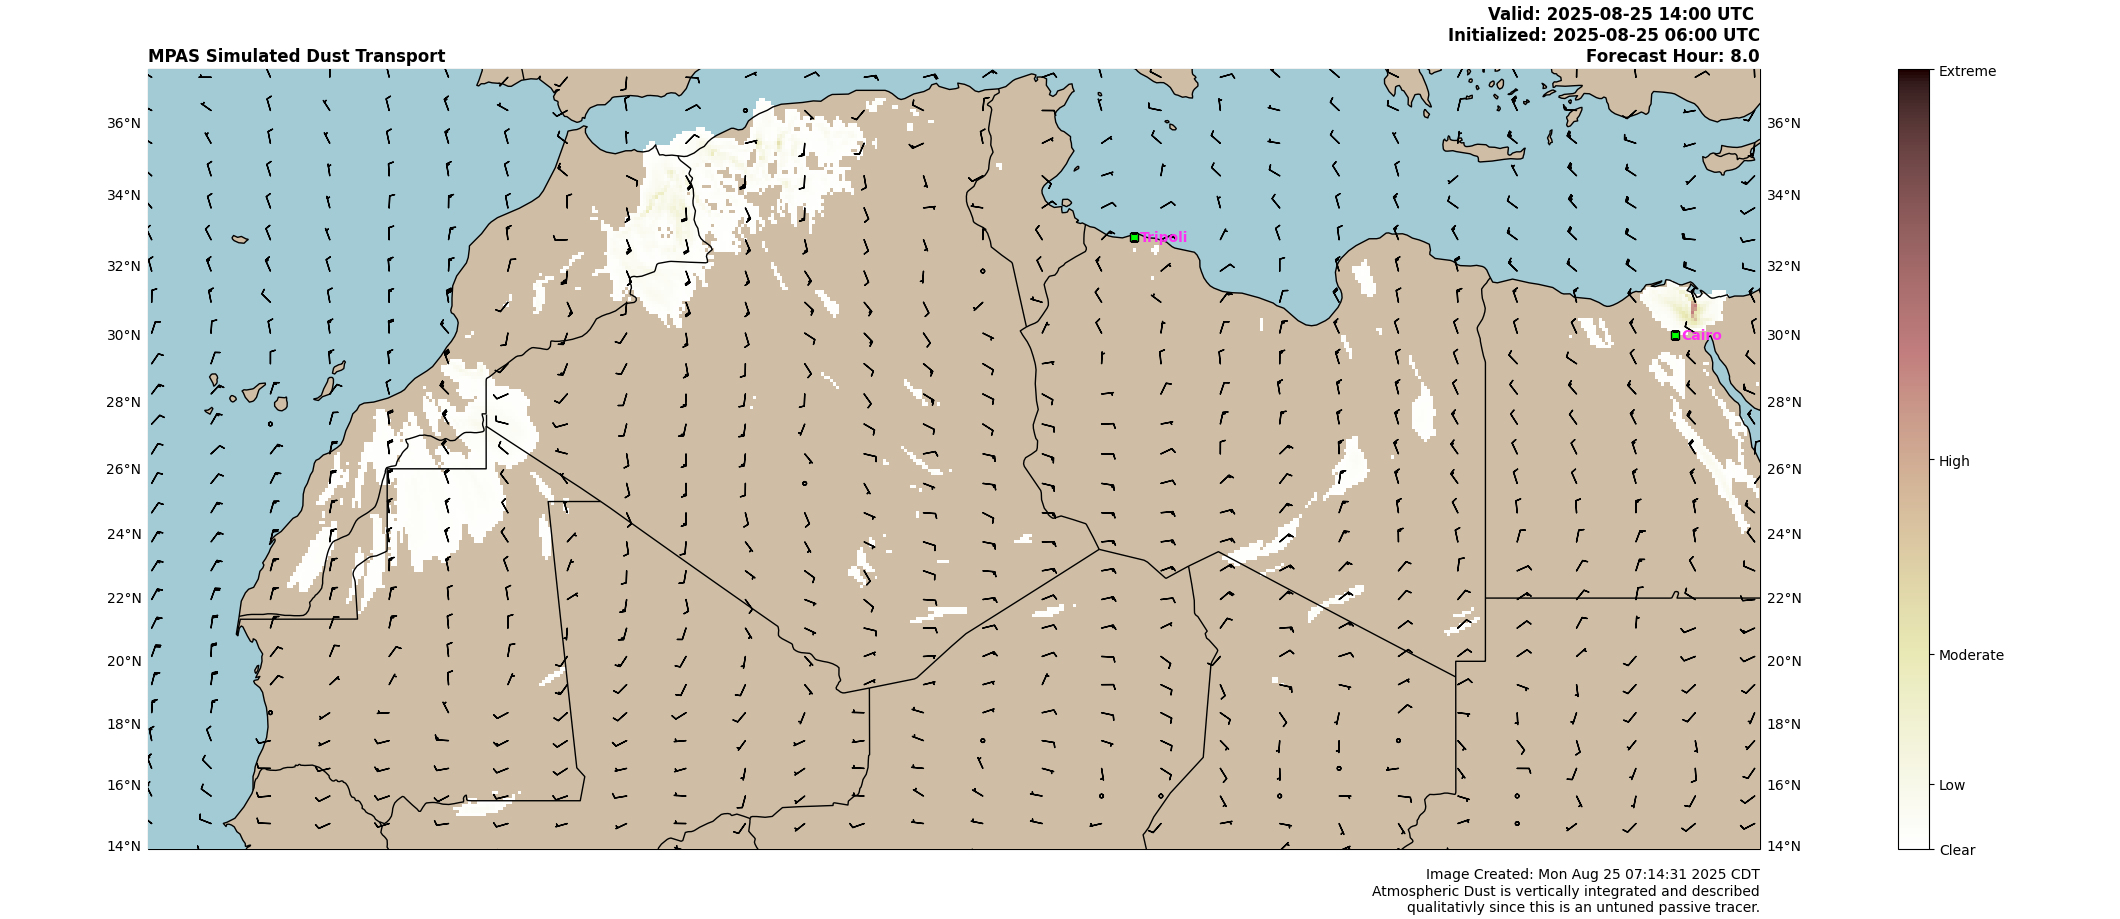 Valid: 2025-08-25 14:00 UTC
Initialized: 2025-08-25 06:00 UTC
MPAS Simulated Dust Transport
Forecast Hour: 8.0
Extreme
36°N
36°N
34°N
34°N
Tripoli
32°N
32°N
30°N
Cairo
30°N
28°N
28°N
26°N
26°N
High
24°N
24°N
22°N
22°N
20°N
20°N
Moderate
18°N
18°N
16°N
16°N
Low
14°N
14°N
Clear
Image Created: Mon Aug 25 07:14:31 2025 CDT
Atmospheric Dust is vertically integrated and described
qualitativly since this is an untuned passive tracer.